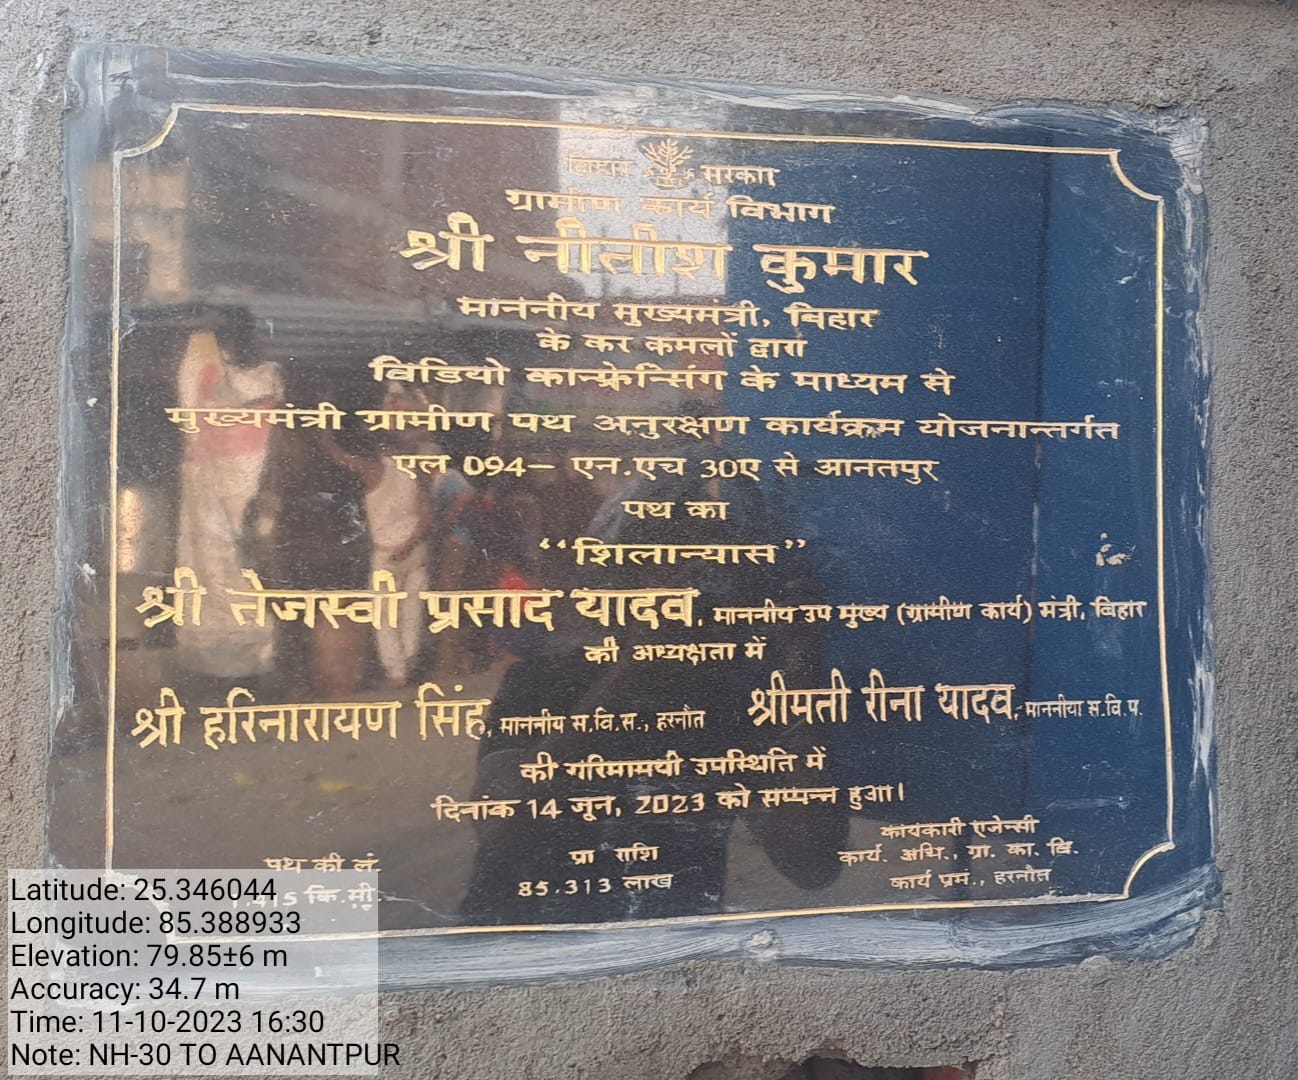 बिहार सरकार
ग्रामीण कार्य विभाग
श्री नीतीश कुमार
माननीय मुख्यमंत्री, बिहार
के कर कमलों द्वारा
विडियो कान्फ्रेन्सिंग के माध्यम से
मुख्यमंत्री ग्रामीण पथ अनुरक्षण कार्यक्रम योजनान्तर्गत
एल 094– एन.एच 30ए से आनतपुर
पथ का
“शिलान्यास”
श्री तेजस्वी प्रसाद यादव, माननीय उप मुख्य (ग्रामीण कार्य) मंत्री, बिहार
की अध्यक्षता में
श्री हरिनारायण सिंह, माननीय स.वि.स., हरनौत श्रीमती रीना यादव, माननीया स.वि.प.
की गरिमामयी उपस्थिति में
दिनांक 14 जून, 2023 को सम्पन्न हुआ।
पथ की लं.
.415 कि.मी.
प्रा राशि
85.313 लाख
कार्यकारी एजेन्सी
कार्य. अभि., ग्रा. का. वि.
कार्य प्रमं., हरनौत
Latitude: 25.346044
Longitude: 85.388933
Elevation: 79.85±6 m
Accuracy: 34.7 m
Time: 11-10-2023 16:30
Note: NH-30 TO AANANTPUR